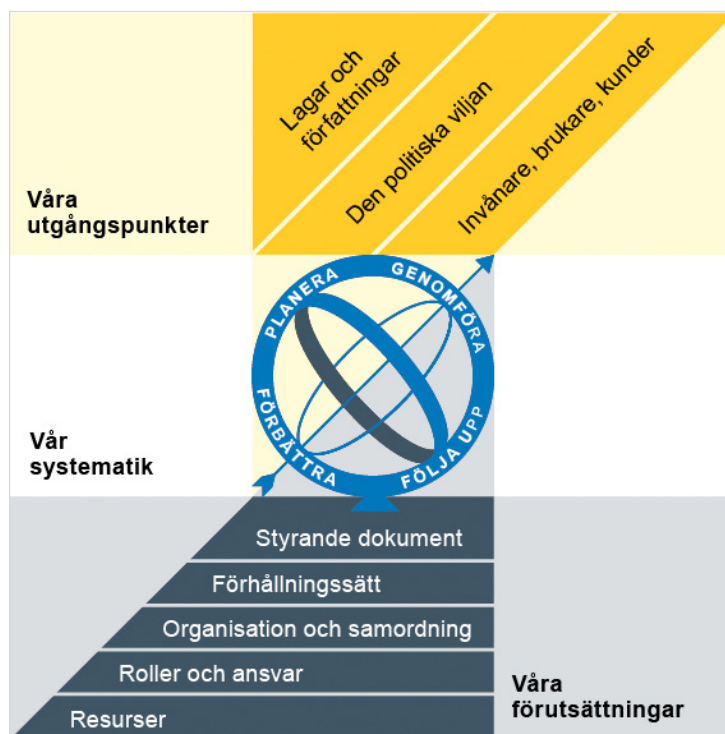 Lagar och
författningar
Den politiska viljan
Invånare, brukare, kunder
Våra
utgångspunkter
PLANERA
GENOMFÖRA
FÖRBÄTTRA
FÖLJA UPP
Vår
systematik
Styrande dokument
Förhållningssätt
Organisation och samordning
Roller och ansvar
Resurser
Våra
förutsättningar